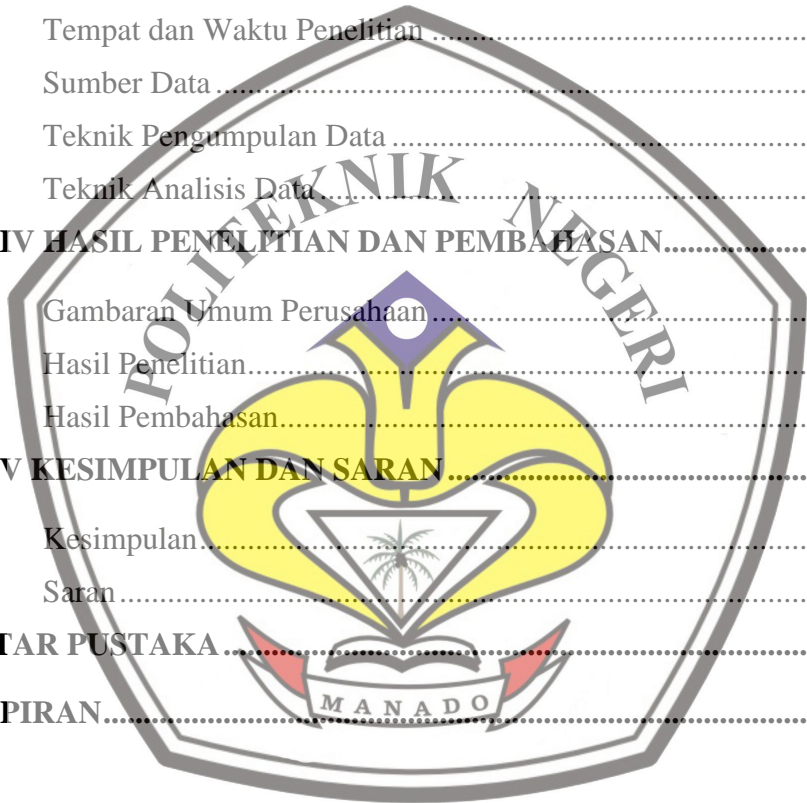 Tempat dan Waktu Penelitian ........................................................
Sumber Data ........................................................
Teknik Pengumpulan Data ........................................................
Teknik Analisis Data ........................................................
IV HASIL PENELITIAN DAN PEMBAHASAN ....................
Gambaran Umum Perusahaan ........................................................
Hasil Penelitian ........................................................
Hasil Pembahasan ........................................................
V KESIMPULAN DAN SARAN ........................................................
Kesimpulan ........................................................
Saran ........................................................
TAR PUSTAKA ........................................................
PIRAN ........................................................
POLITEKNIK NEGERI
MANADO